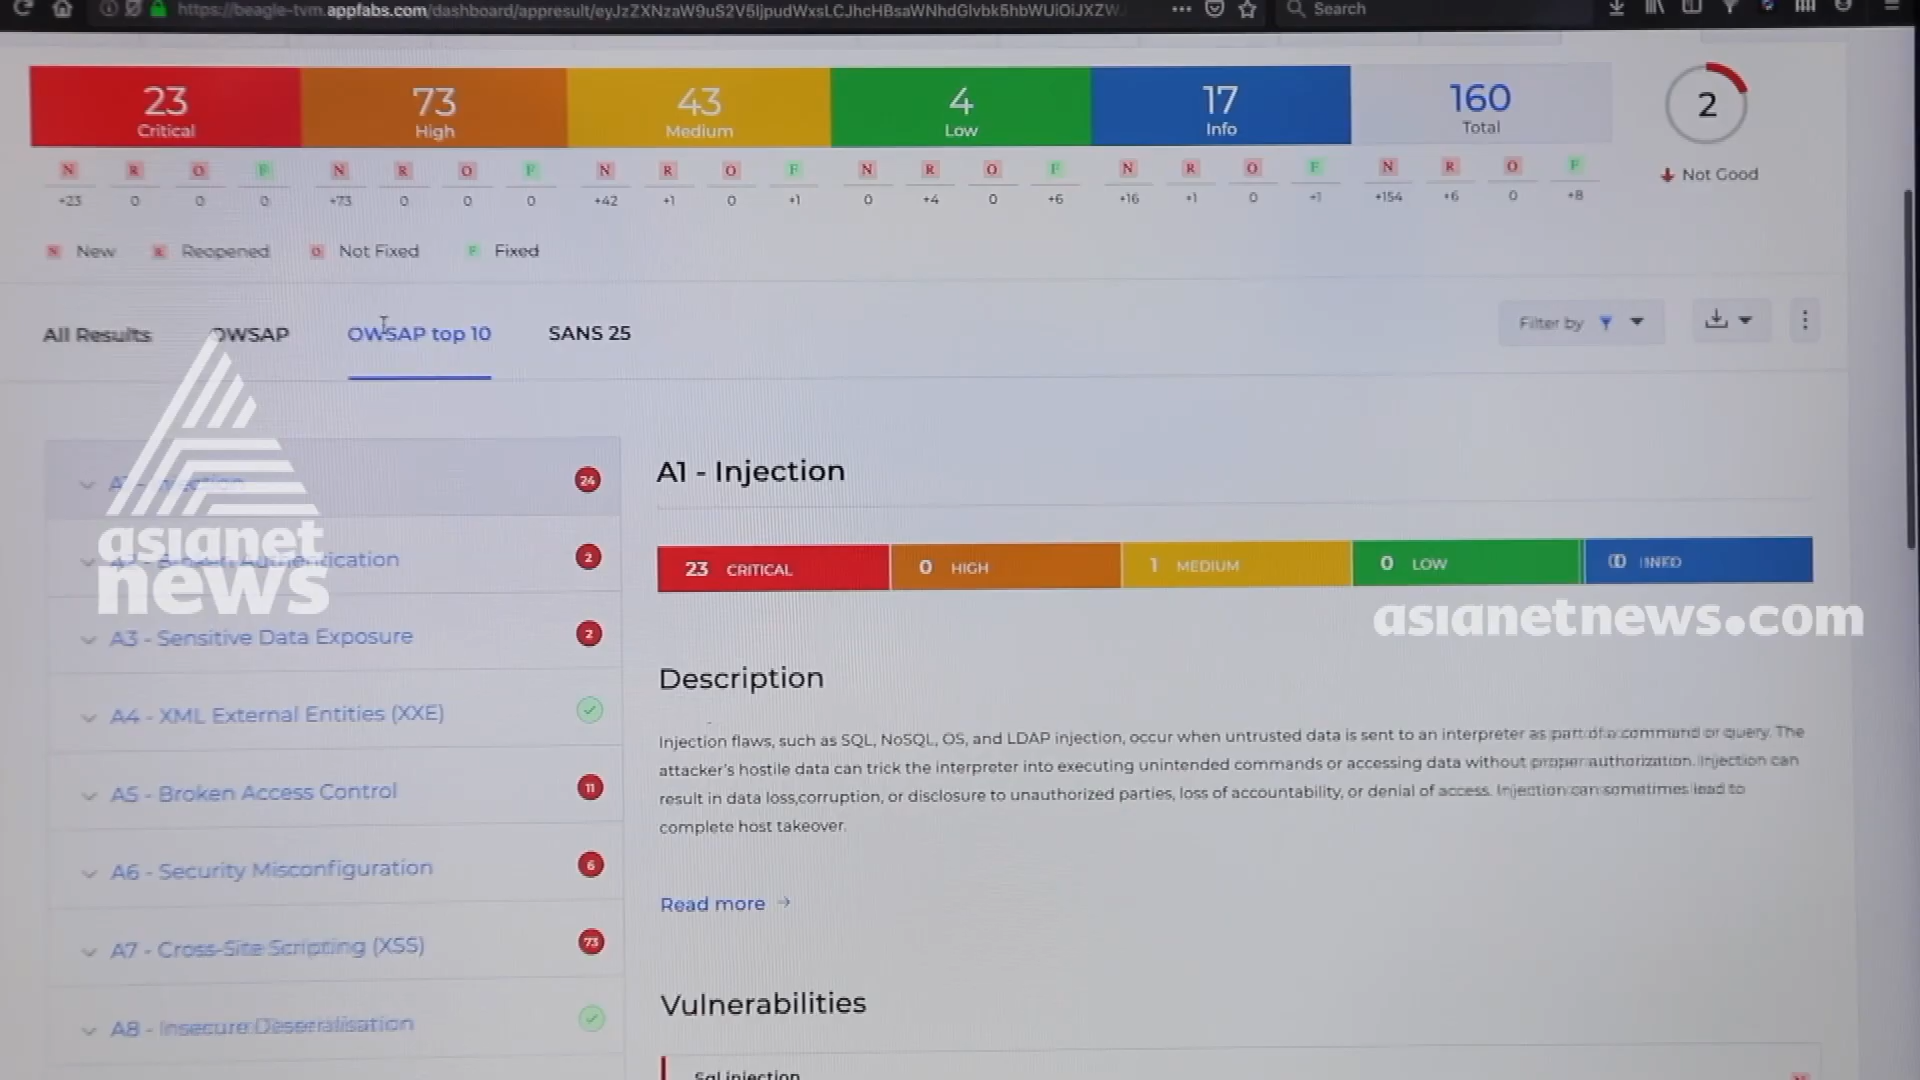 https://beagle-tvm.appfabs.com/dashboard/appresult/
Search
23 Critical
73 High
43 Medium
4 Low
17 Info
160 Total
2
Not Good
N R O F N R O F N R O F N R O F N R O F N R O F
+23 0 0 0 +73 0 0 0 +42 +1 0 +1 0 +4 0 +6 +16 +1 0 +1 +154 +6 0 +8
N New R Reopened O Not Fixed F Fixed
All Results OWSAP OWSAP top 10 SANS 25
Filter by
24
A2 - Broken Authentication 2
A3 - Sensitive Data Exposure 2
A4 - XML External Entities (XXE)
A5 - Broken Access Control 11
A6 - Security Misconfiguration 6
A7 - Cross-Site Scripting (XSS) 73
A8 - Insecure Deserialisation
asianet
news
A1 - Injection
23 CRITICAL 0 HIGH 1 MEDIUM 0 LOW 0 INFO
asianetnews.com
Description
Injection flaws, such as SQL, NoSQL, OS, and LDAP injection, occur when untrusted data is sent to an interpreter as part of a command or query. The
attacker's hostile data can trick the interpreter into executing unintended commands or accessing data without proper authorization. Injection can
result in data loss,corruption, or disclosure to unauthorized parties, loss of accountability, or denial of access. Injection can sometimes lead to
complete host takeover.
Read more
Vulnerabilities
Sql injection